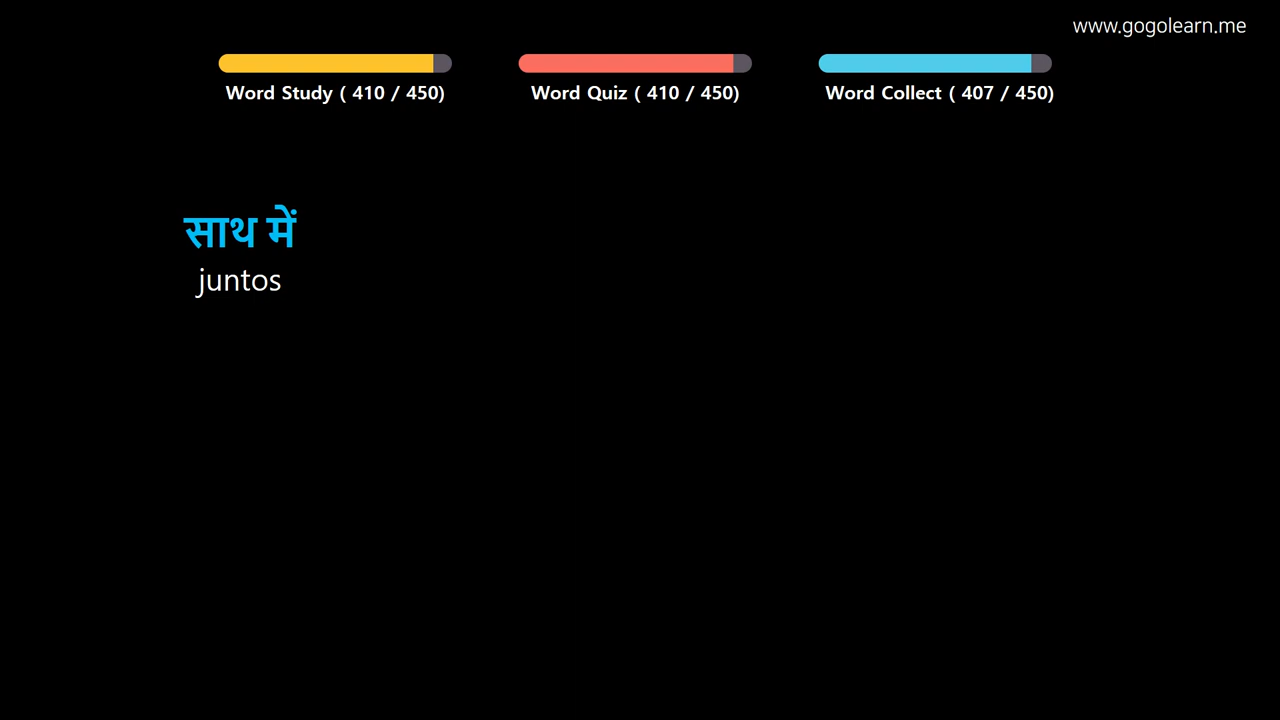 www.gogolearn.me
Word Study ( 410 / 450)
Word Quiz ( 410 / 450)
Word Collect ( 407 / 450)
साथ में
juntos